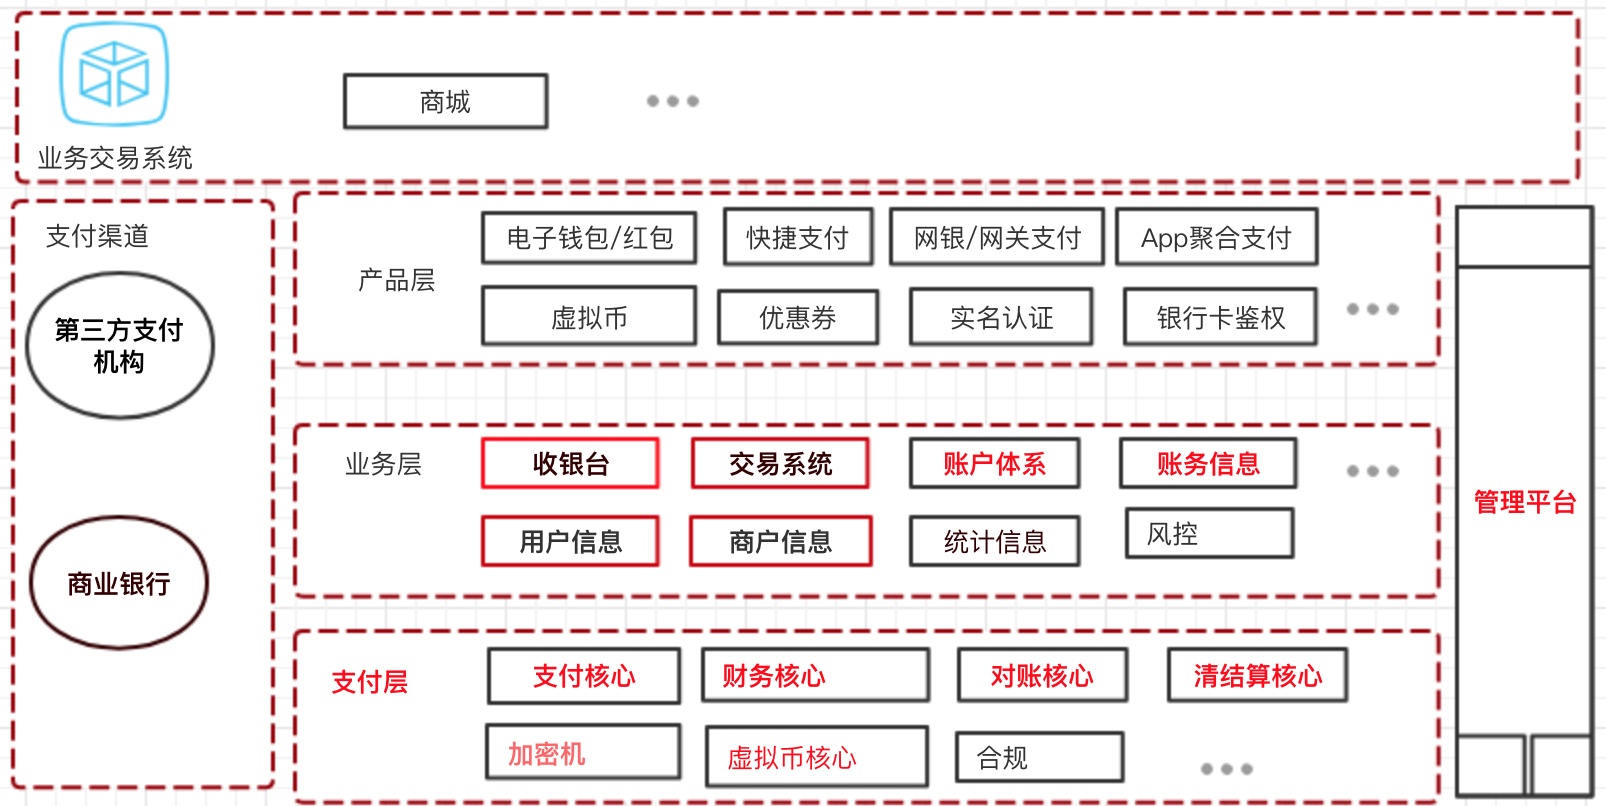 商城
业务交易系统
支付渠道
第三方支付
机构
商业银行
产品层
电子钱包/红包
快捷支付
网银/网关支付
App聚合支付
虚拟币
优惠券
实名认证
银行卡鉴权
业务层
收银台
交易系统
账户体系
账务信息
用户信息
商户信息
统计信息
风控
支付层
支付核心
财务核心
对账核心
清结算核心
加密机
虚拟币核心
合规
管理平台